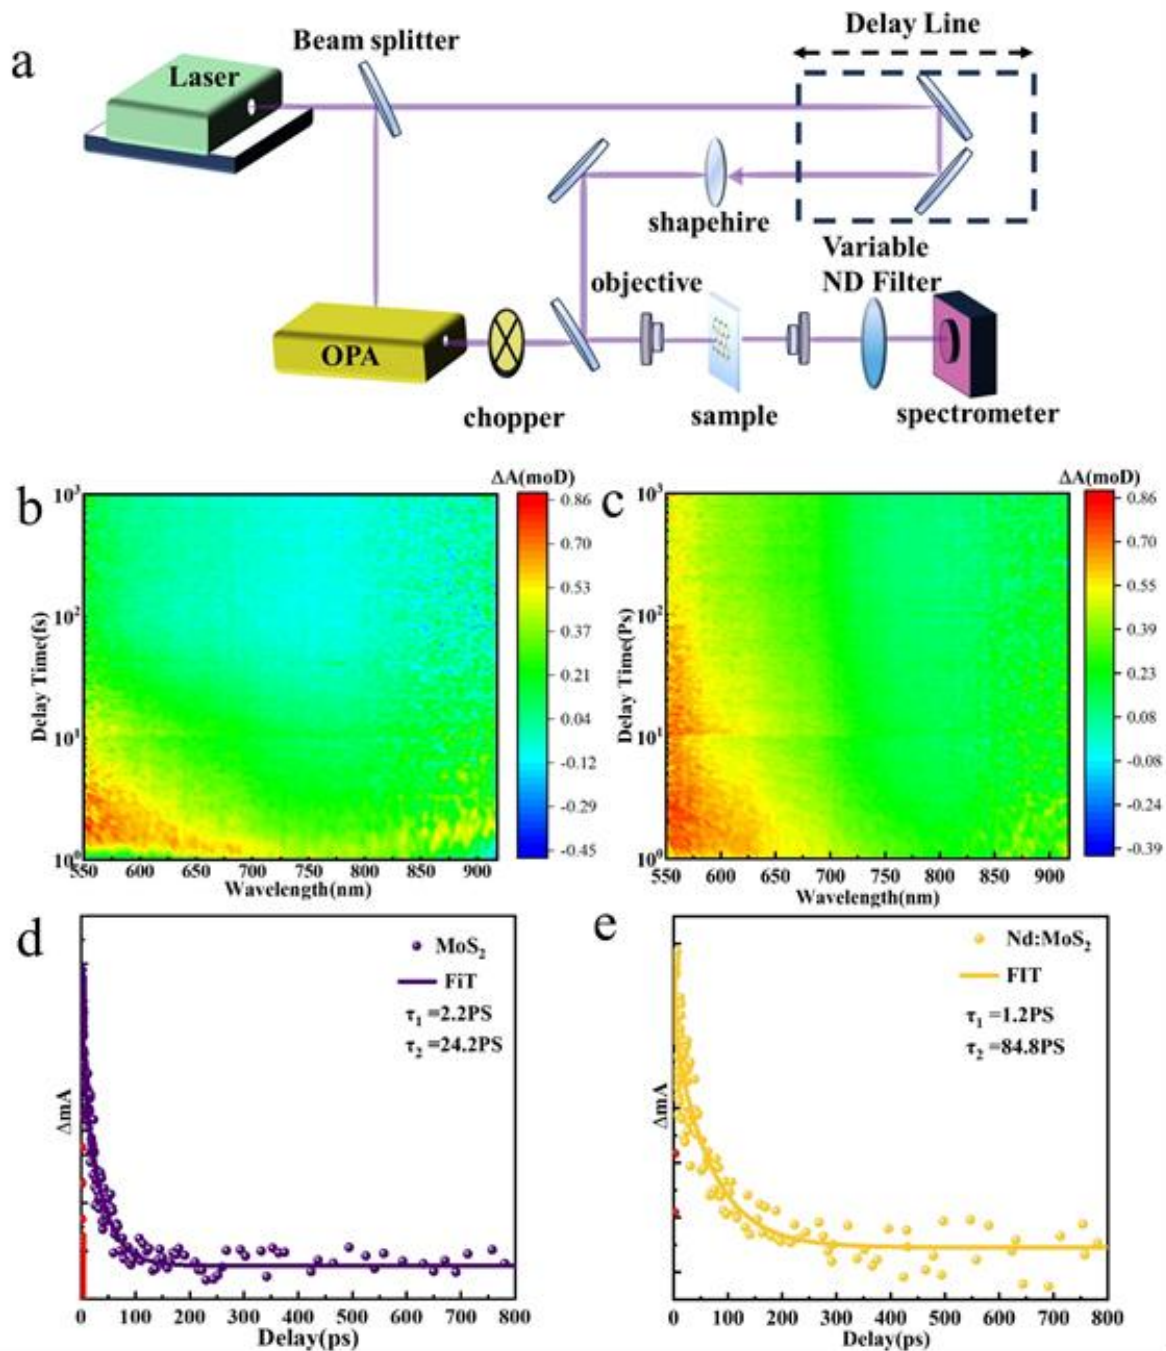 a
Beam splitter
Delay Line
Laser
shapehire
Variable
ND Filter
objective
OPA
chopper
sample
spectrometer
b
ΔA(moD)
10³
10²
10¹
10⁰
Delay Time(fs)
550 600 650 700 750 800 850 900
Wavelength(nm)
0.86
0.70
0.53
0.37
0.20
0.04
-0.12
-0.29
-0.45
c
ΔA(moD)
10³
10²
10¹
10⁰
Delay Time(Ps)
550 600 650 700 750 800 850 900
Wavelength(nm)
0.86
0.70
0.55
0.39
0.23
0.08
-0.08
-0.24
-0.39
d
MoS₂
FiT
τ₁ =2.2PS
τ₂ =24.2PS
ΔmA
0 100 200 300 400 500 600 700 800
Delay(ps)
e
Nd:MoS₂
FIT
τ₁ =1.2PS
τ₂ =84.8PS
ΔmA
0 100 200 300 400 500 600 700 800
Delay(ps)